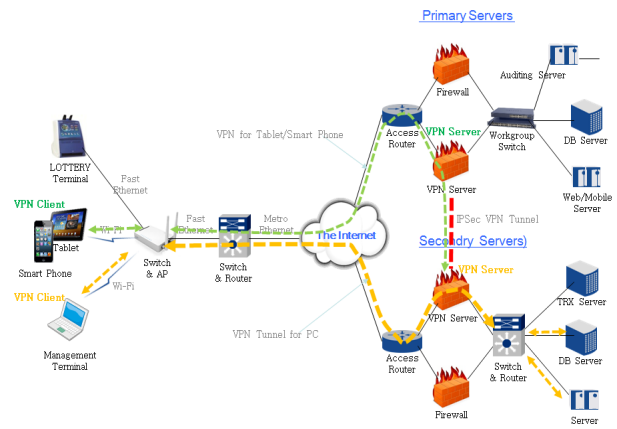 Primary Servers
Auditing Server
Firewall
VPN for Tablet/Smart Phone
Access
Router
VPN Server
Workgroup
Switch
DB Server
LOTTERY
Terminal
Fast
Ethernet
VPN Server
Web/Mobile
Server
VPN Client
Fast
Ethernet
Metro
Ethernet
IPSec VPN Tunnel
Wi-Fi
Tablet
The Internet
Secondry Servers)
Smart Phone
Switch
& AP
Switch
& Router
VPN Server
Wi-Fi
VPN Client
TRX Server
VPN Server
VPN Tunnel for PC
Management
Terminal
Access
Router
Switch
& Router
DB Server
Firewall
Server